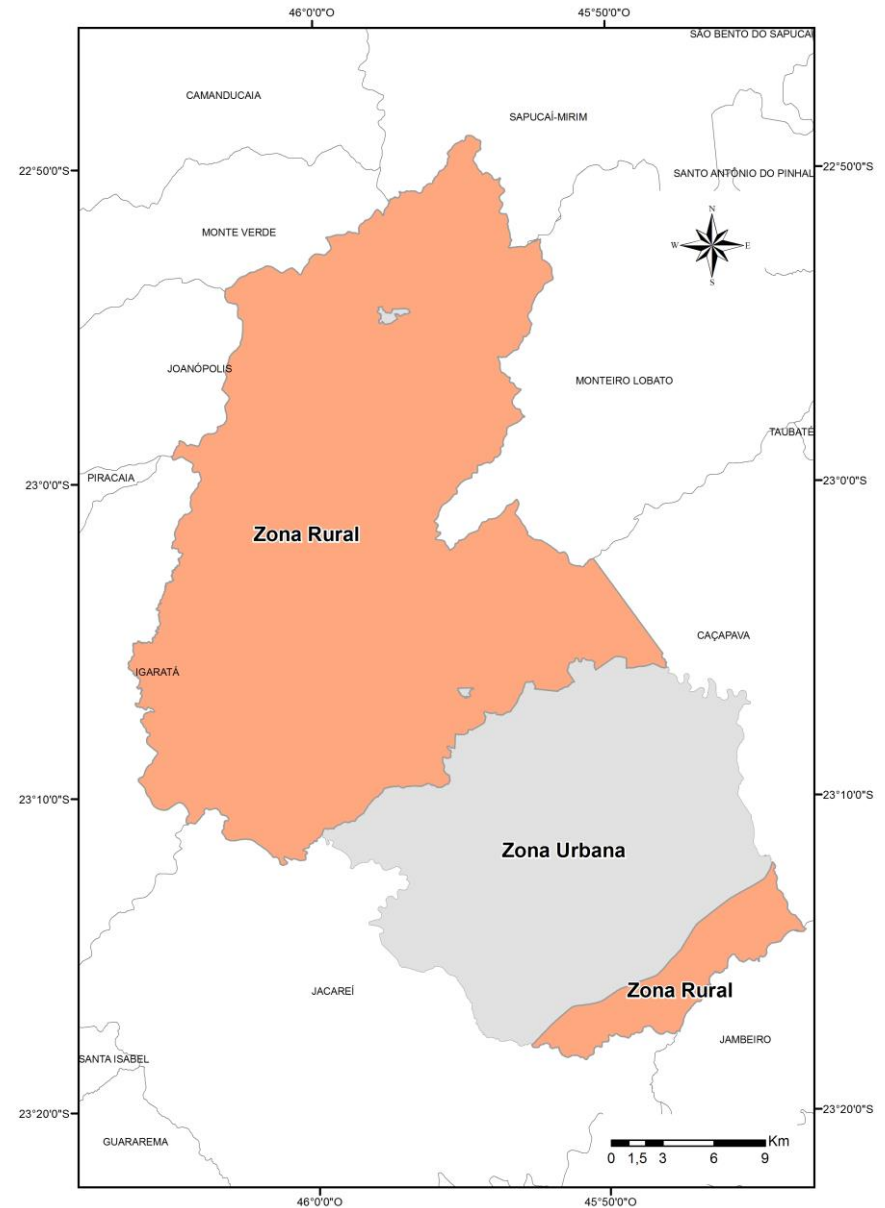 46°0'0"O
45°50'0"O
SÃO BENTO DO SAPUCAÍ
CAMANDUCAIA
SAPUCAÍ-MIRIM
22°50'0"S
22°50'0"S
SANTO ANTÔNIO DO PINHAL
N
MONTE VERDE
W
E
S
JOANÓPOLIS
MONTEIRO LOBATO
TAUBATÉ
PIRACAIA
23°0'0"S
23°0'0"S
Zona Rural
CAÇAPAVA
IGARATÁ
23°10'0"S
23°10'0"S
Zona Urbana
JACAREÍ
Zona Rural
JAMBEIRO
SANTA ISABEL
23°20'0"S
23°20'0"S
GUARAREMA
Km
0 1,5 3 6 9
46°0'0"O
45°50'0"O